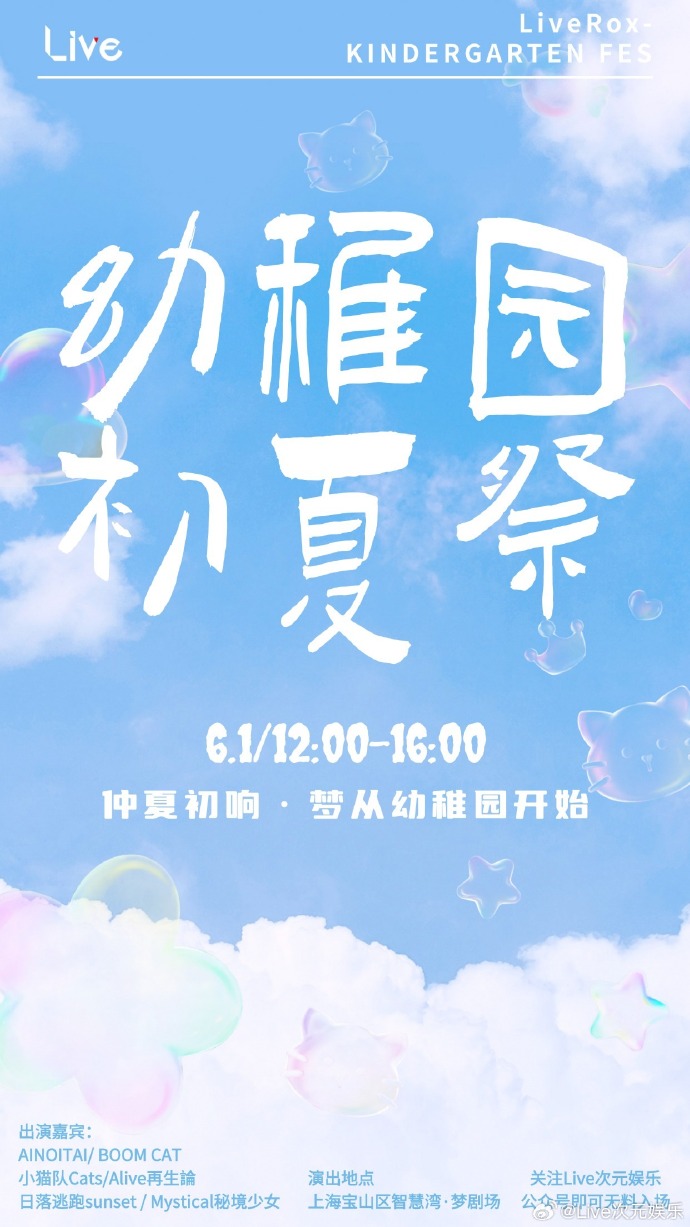 Live
LiveRox-
KINDERGARTEN FES
幼稚园
初夏祭
6.1/12:00-16:00
仲夏初响 · 梦从幼稚园开始
出演嘉宾：
AINOITAI/ BOOM CAT
小猫队Cats/Alive再生論
日落逃跑sunset / Mystical秘境少女
演出地点
上海宝山区智慧湾·梦剧场
关注Live次元娱乐
公众号即可无料入场
@Live次元娱乐